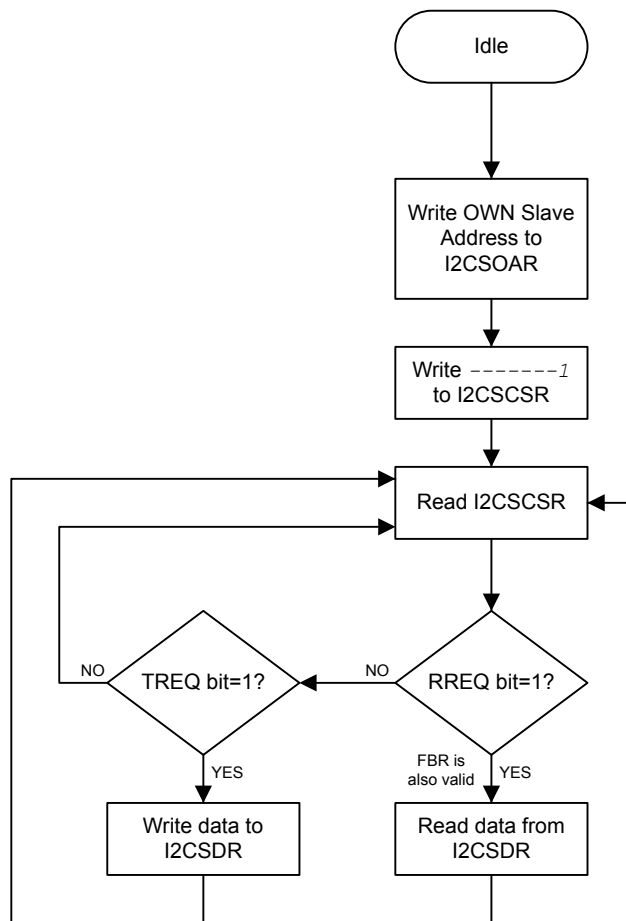 Idle
Write OWN Slave
Address to
I2CSOAR
Write -------1
to I2CSCSR
Read I2CSCSR
NO
TREQ bit=1?
NO
RREQ bit=1?
YES
FBR is
also valid
YES
Write data to
I2CSDR
Read data from
I2CSDR